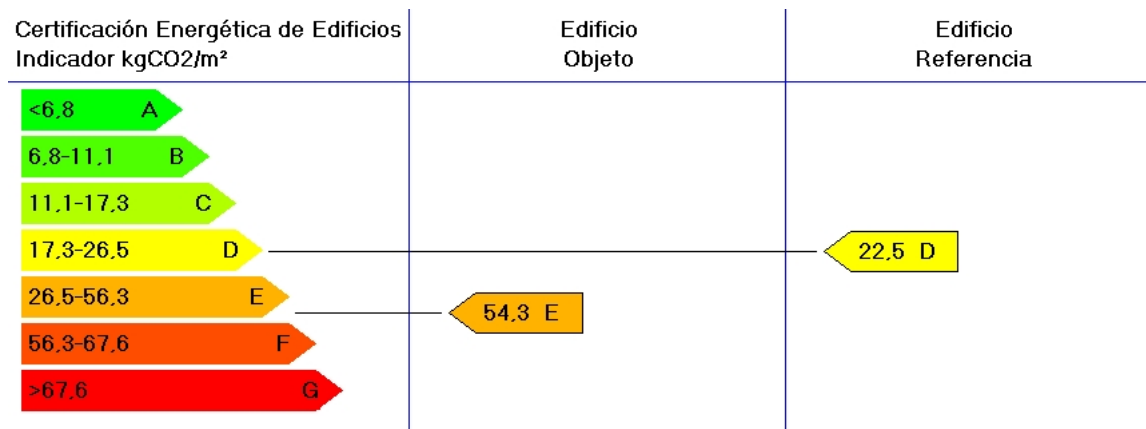 Certificación Energética de Edificios
Indicador kgCO2/m²
Edificio
Objeto
Edificio
Referencia
<6,8 A
6,8-11,1 B
11,1-17,3 C
17,3-26,5 D
22,5 D
26,5-56,3 E
54,3 E
56,3-67,6 F
>67,6 G